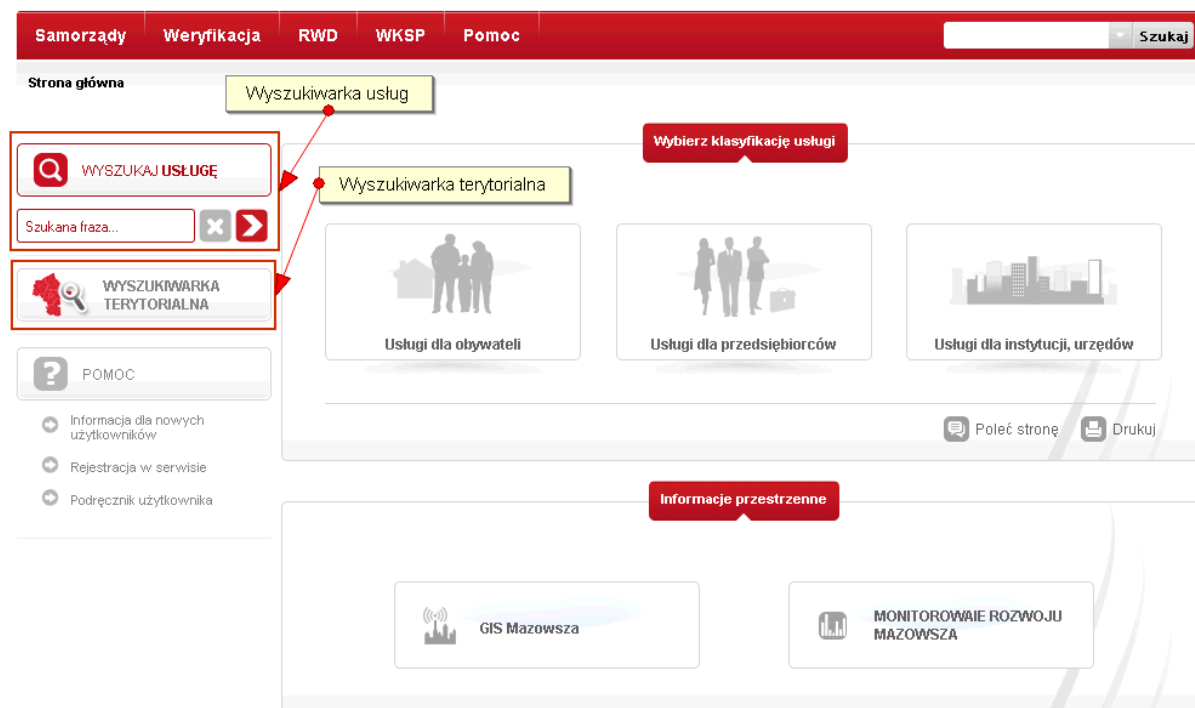 Samorządy Weryfikacja RWD WKSP Pomoc Szukaj
Strona główna
Wyszukiwarka usług
WYSZUKAJ USŁUGĘ
Szukana fraza...
Wyszukiwarka terytorialna
WYSZUKIWARKA
TERYTORIALNA
POMOC
Informacja dla nowych
użytkowników
Rejestracja w serwisie
Podręcznik użytkownika
Wybierz klasyfikację usługi
Usługi dla obywateli
Usługi dla przedsiębiorców
Usługi dla instytucji, urzędów
Poleć stronę Drukuj
Informacje przestrzenne
GIS Mazowsza
MONITOROWAIE ROZWOJU
MAZOWSZA